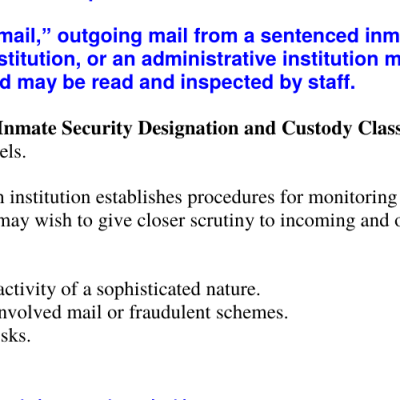 mail,” outgoing mail from a sentenced inm
stitution, or an administrative institution m
d may be read and inspected by staff.
Inmate Security Designation and Custody Class
els.
n institution establishes procedures for monitoring
may wish to give closer scrutiny to incoming and o
activity of a sophisticated nature.
nvolved mail or fraudulent schemes.
sks.